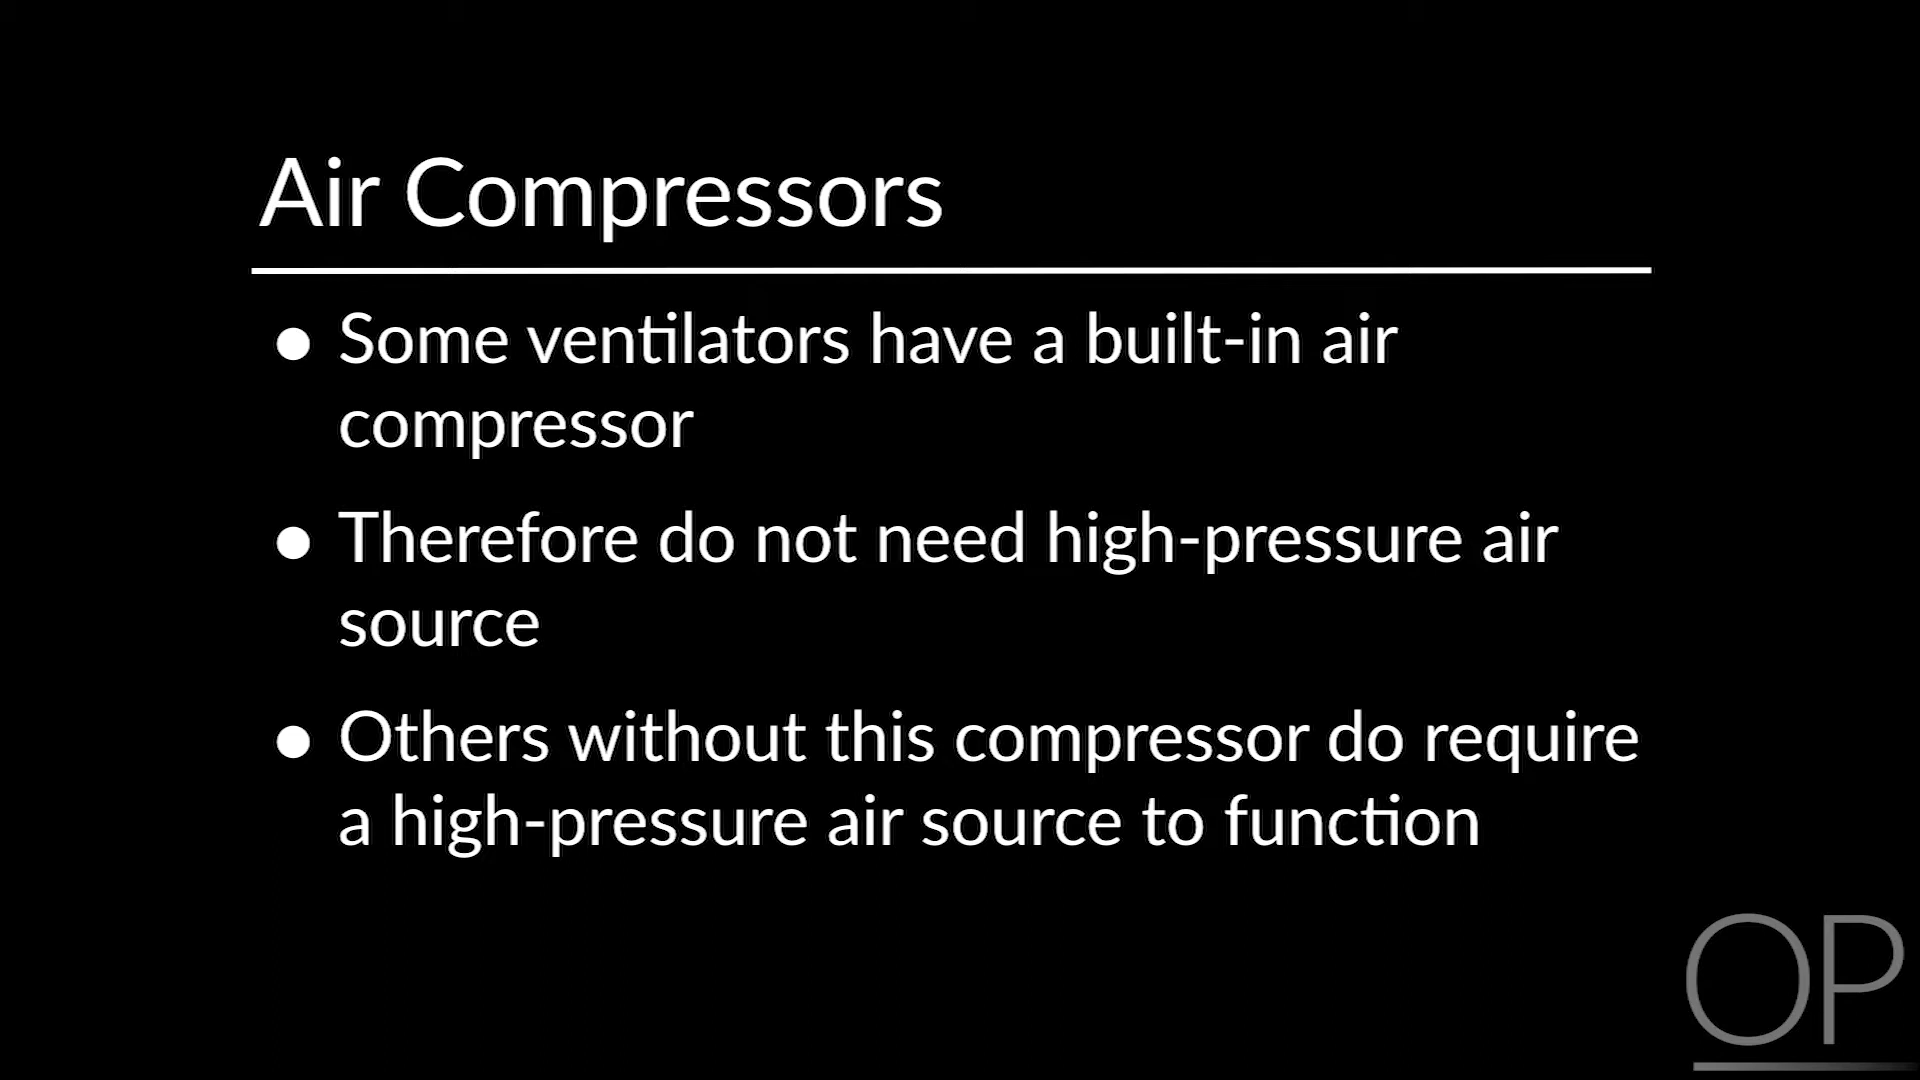 Air Compressors
● Some ventilators have a built-in air
compressor
● Therefore do not need high-pressure air
source
● Others without this compressor do require
a high-pressure air source to function
OP